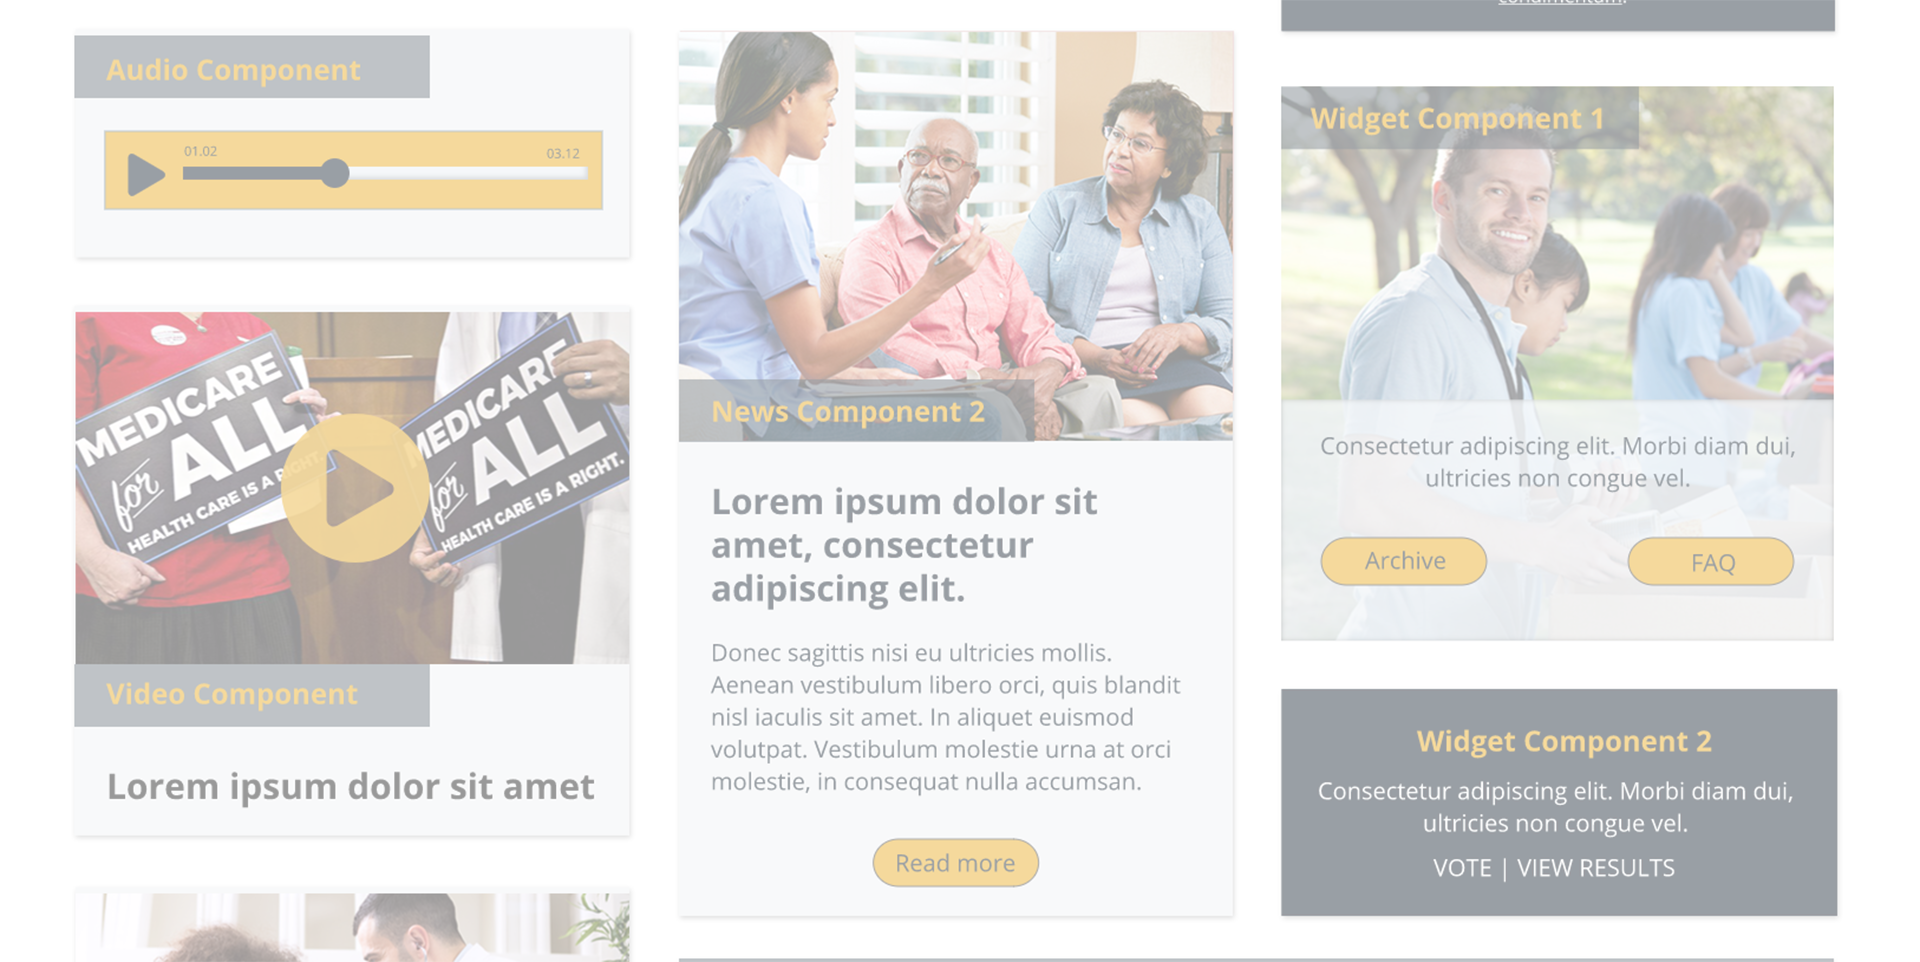 condimentum.
Audio Component
01.02
03.12
MEDICARE
for
ALL
HEALTH CARE IS A RIGHT.
MEDICARE
for
ALL
HEALTH CARE IS A RIGHT.
Video Component
Lorem ipsum dolor sit amet
News Component 2
Lorem ipsum dolor sit
amet, consectetur
adipiscing elit.
Donec sagittis nisi eu ultricies mollis.
Aenean vestibulum libero orci, quis blandit
nisl iaculis sit amet. In aliquet euismod
volutpat. Vestibulum molestie urna at orci
molestie, in consequat nulla accumsan.
Read more
Widget Component 1
Consectetur adipiscing elit. Morbi diam dui,
ultricies non congue vel.
Archive
FAQ
Widget Component 2
Consectetur adipiscing elit. Morbi diam dui,
ultricies non congue vel.
VOTE | VIEW RESULTS